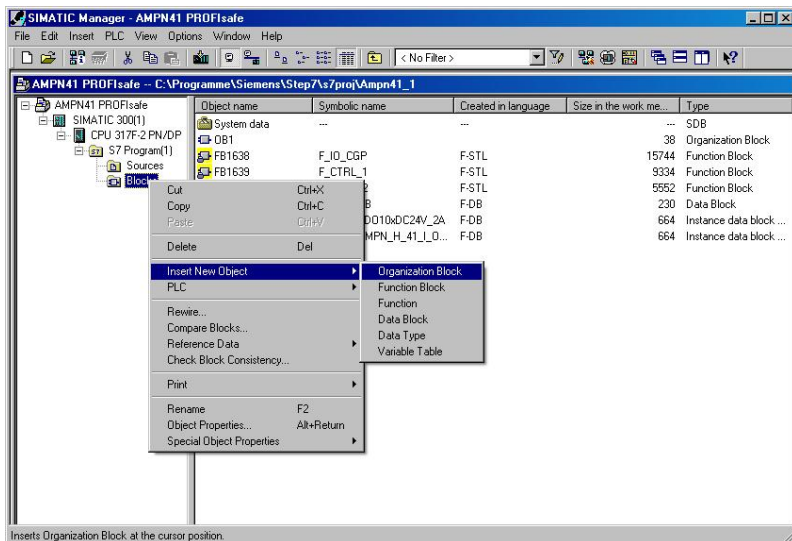 SIMATIC Manager - AMPN41 PROFIsafe
File Edit Insert PLC View Options Window Help
< No Filter >
AMPN41 PROFIsafe -- C:\Programme\Siemens\Step7\s7proj\Ampn41_1
AMPN41 PROFIsafe
SIMATIC 300(1)
CPU 317F-2 PN/DP
S7 Program(1)
Sources
Blocks
Object name Symbolic name Created in language Size in the work me... Type
System data --- --- --- SDB
OB1 38 Organization Block
FB1638 F_IO_CGP F-STL 15744 Function Block
FB1639 F_CTRL_1 F-STL 9334 Function Block
2 F-STL 5552 Function Block
B F-DB 230 Data Block
DO10xDC24V_2A F-DB 664 Instance data block ...
MPN_H_41_I_O... F-DB 664 Instance data block ...
Cut Ctrl+X
Copy Ctrl+C
Paste Ctrl+V
Delete Del
Insert New Object
PLC
Rewire...
Compare Blocks...
Reference Data
Check Block Consistency...
Print
Rename F2
Object Properties... Alt+Return
Special Object Properties
Organization Block
Function Block
Function
Data Block
Data Type
Variable Table
Inserts Organization Block at the cursor position.